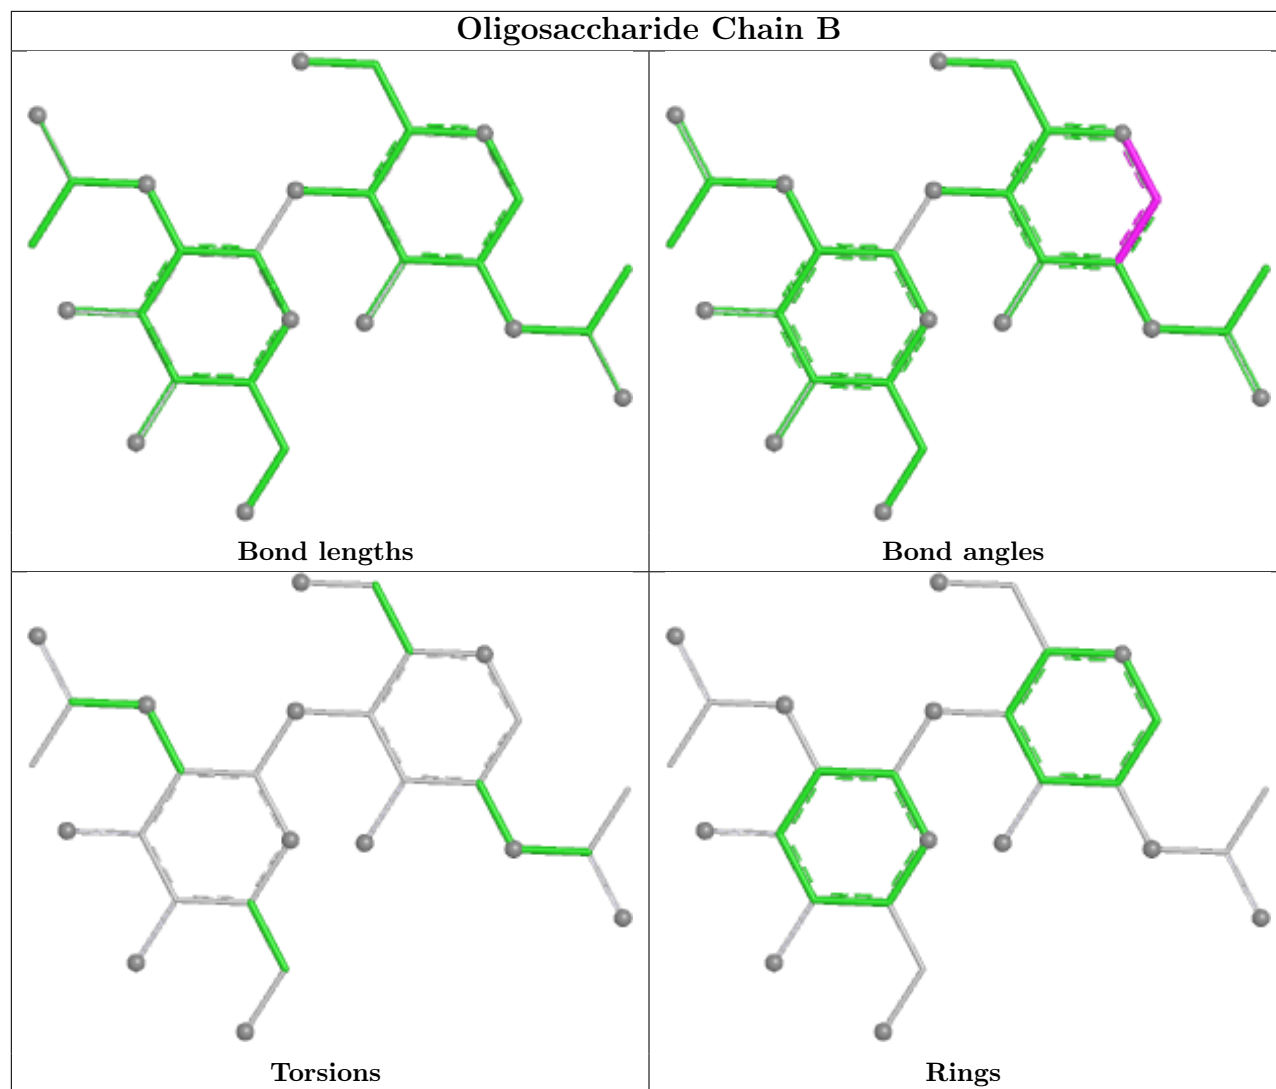 Oligosaccharide Chain B
Bond lengths
Bond angles
Torsions
Rings